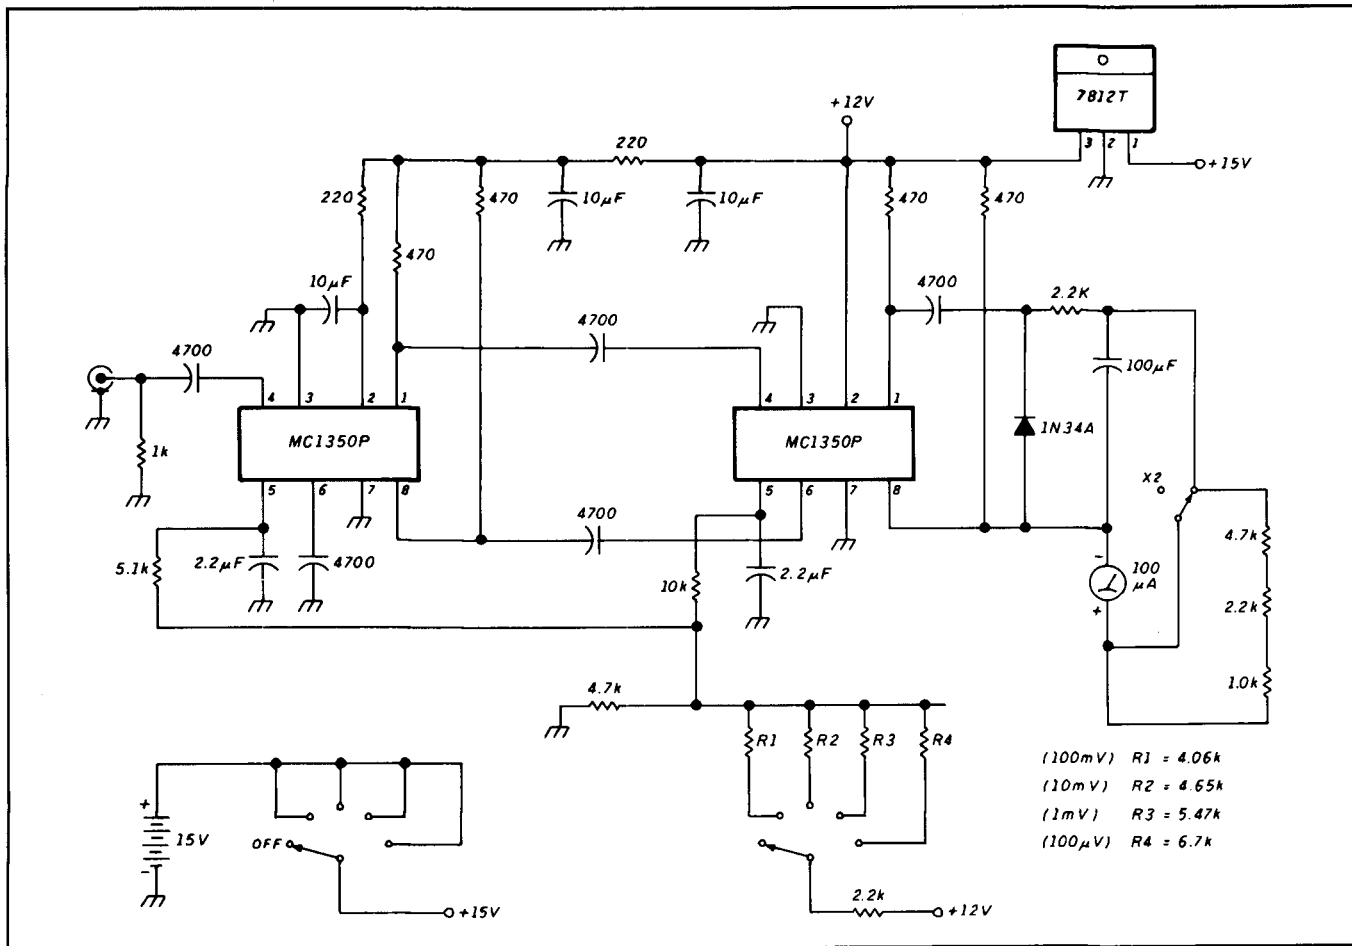 7812T
3 2 1
+15V
+12V
220
220
470
470
10μF
10μF
470
470
10μF
4700
2.2K
4700
4700
100μF
4 3 2 1
MC1350P
5 6 7 8
1k
4 3 2 1
MC1350P
5 6 7 8
1N34A
X2
4700
5.1k
2.2μF
4700
10k
2.2μF
-
100
μA
+
4.7k
2.2k
1.0k
4.7k
R1
R2
R3
R4
(100mV) R1 = 4.06k
(10mV) R2 = 4.65k
(1mV) R3 = 5.47k
(100μV) R4 = 6.7k
+
15V
-
OFF
+15V
2.2k
+12V